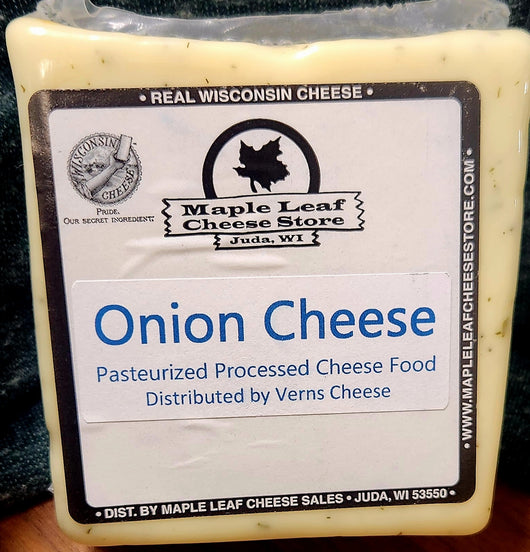 • REAL WISCONSIN CHEESE •
WISCONSIN
CHEESE
PRIDE.
OUR SECRET INGREDIENT.
Maple Leaf
Cheese Store
Juda, WI
• WWW.MAPLELEAFCHEESESTORE.COM •
Onion Cheese
Pasteurized Processed Cheese Food
Distributed by Verns Cheese
• DIST. BY MAPLE LEAF CHEESE SALES • JUDA, WI 53550 •